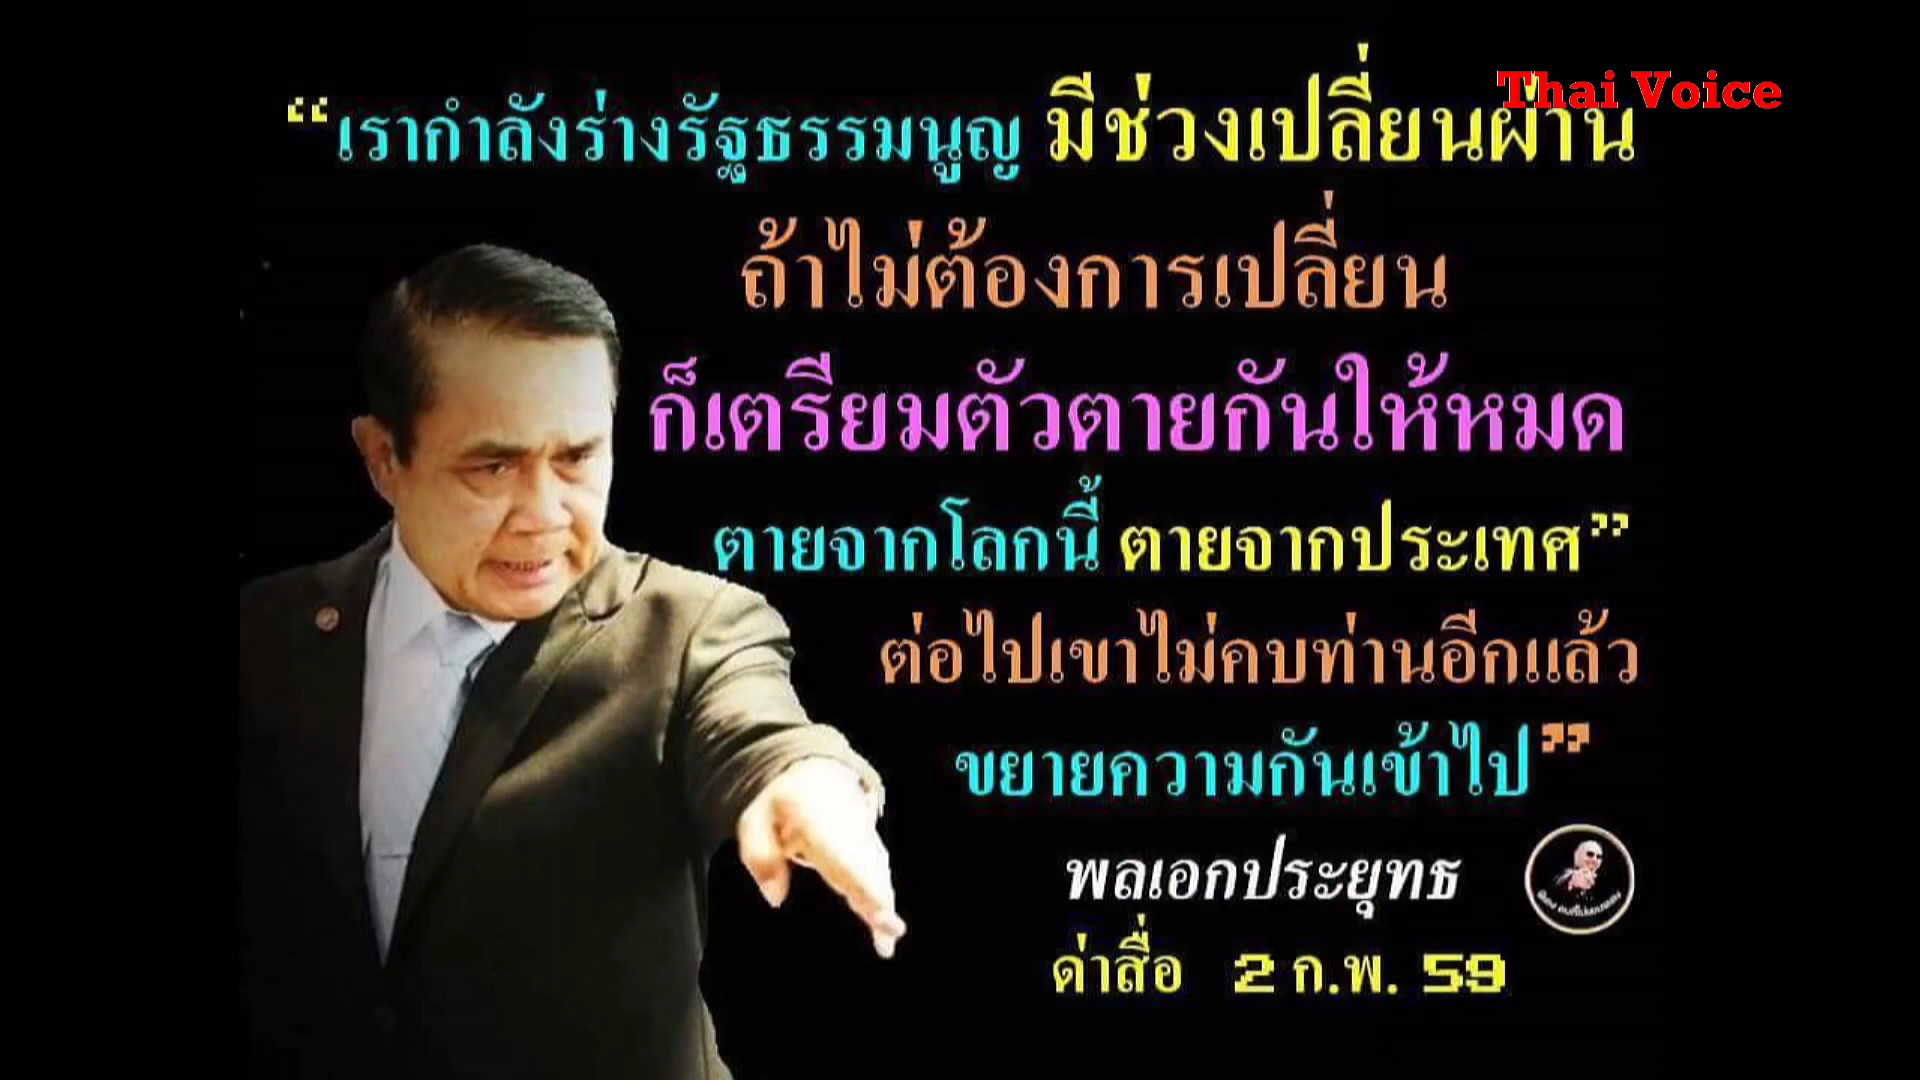 Thai Voice
“เรากำลังร่างรัฐธรรมนูญ มีช่วงเปลี่ยนผ่าน
ถ้าไม่ต้องการเปลี่ยน
ก็เตรียมตัวตายกันให้หมด
ตายจากโลกนี้ ตายจากประเทศ”
ต่อไปเขาไม่คบท่านอีกแล้ว
ขยายความกันเข้าไป”
พลเอกประยุทธ
ด่าสื่อ 2 ก.พ. 59